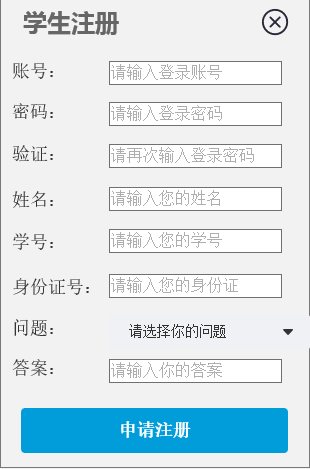 学生注册
账号： 请输入登录账号
密码： 请输入登录密码
验证： 请再次输入登录密码
姓名： 请输入您的姓名
学号： 请输入您的学号
身份证号： 请输入您的身份证
问题： 请选择你的问题
答案： 请输入你的答案
申请注册